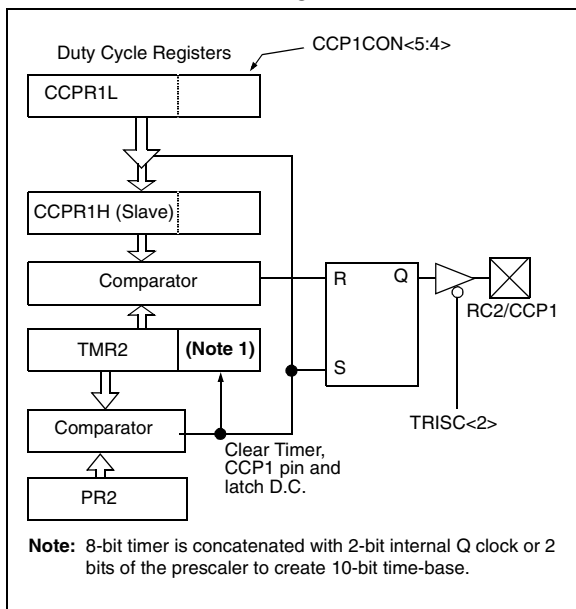 CCP1CON<5:4>
Duty Cycle Registers
CCPR1L
CCPR1H (Slave)
Comparator
R
Q
RC2/CCP1
TMR2
(Note 1)
S
TRISC<2>
Comparator
Clear Timer,
CCP1 pin and
latch D.C.
PR2
Note: 8-bit timer is concatenated with 2-bit internal Q clock or 2
bits of the prescaler to create 10-bit time-base.